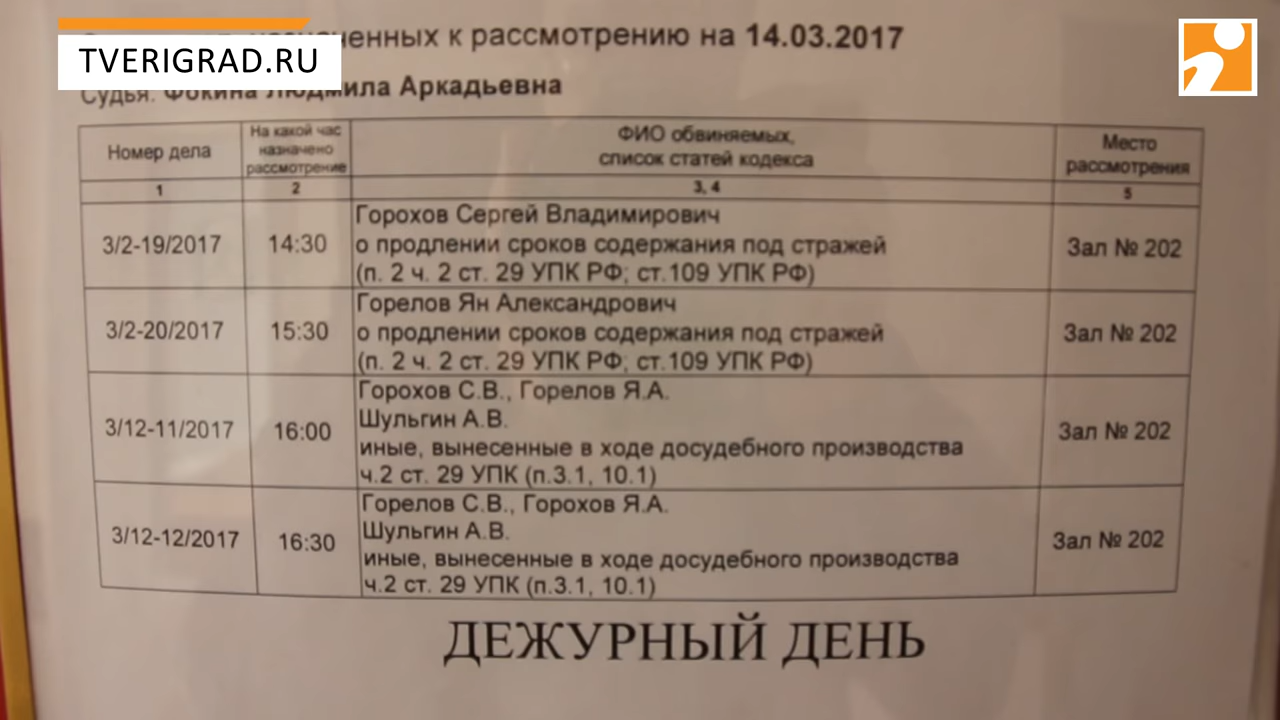 TVERIGRAD.RU
назначенных к рассмотрению на 14.03.2017
Судья: Фокина Людмила Аркадьевна
Номер дела
На какой час
назначено
рассмотрение
ФИО обвиняемых,
список статей кодекса
Место
рассмотрения
1
2
3, 4
5
3/2-19/2017
14:30
Горохов Сергей Владимирович
о продлении сроков содержания под стражей
(п. 2 ч. 2 ст. 29 УПК РФ; ст.109 УПК РФ)
Зал № 202
3/2-20/2017
15:30
Горелов Ян Александрович
о продлении сроков содержания под стражей
(п. 2 ч. 2 ст. 29 УПК РФ; ст.109 УПК РФ)
Зал № 202
3/12-11/2017
16:00
Горохов С.В., Горелов Я.А.
Шульгин А.В.
иные, вынесенные в ходе досудебного производства
ч.2 ст. 29 УПК (п.3.1, 10.1)
Зал № 202
3/12-12/2017
16:30
Горелов С.В., Горохов Я.А.
Шульгин А.В.
иные, вынесенные в ходе досудебного производства
ч.2 ст. 29 УПК (п.3.1, 10.1)
Зал № 202
ДЕЖУРНЫЙ ДЕНЬ